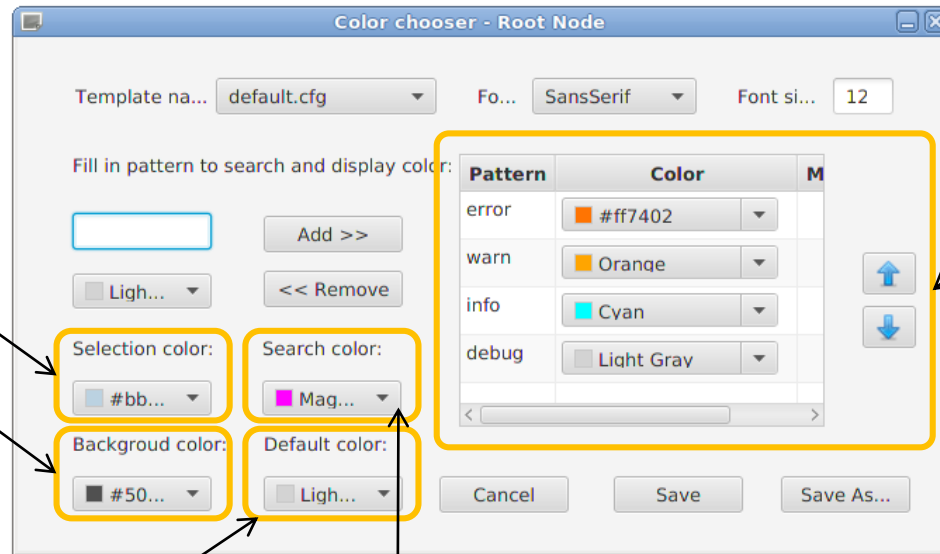 Color chooser - Root Node
Template na... default.cfg Fo... SansSerif Font si... 12
Fill in pattern to search and display color:
Pattern Color M
error #ff7402
Add >>
warn Orange
Ligh... << Remove
info Cyan
Selection color: Search color:
debug Light Gray
#bb... Mag...
Backgroud color: Default color:
#50... Ligh... Cancel Save Save As...